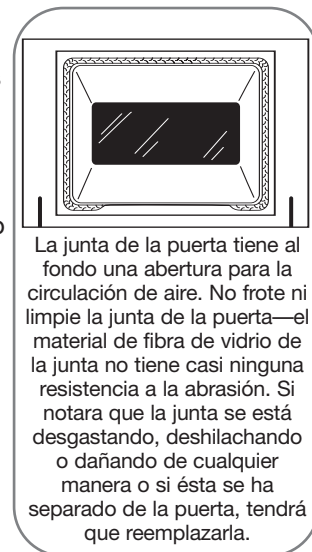 La junta de la puerta tiene al
fondo una abertura para la
circulación de aire. No frote ni
limpie la junta de la puerta—el
material de fibra de vidrio de
la junta no tiene casi ninguna
resistencia a la abrasión. Si
notara que la junta se está
desgastando, deshilachando
o dañando de cualquier
manera o si ésta se ha
separado de la puerta, tendrá
que reemplazarla.